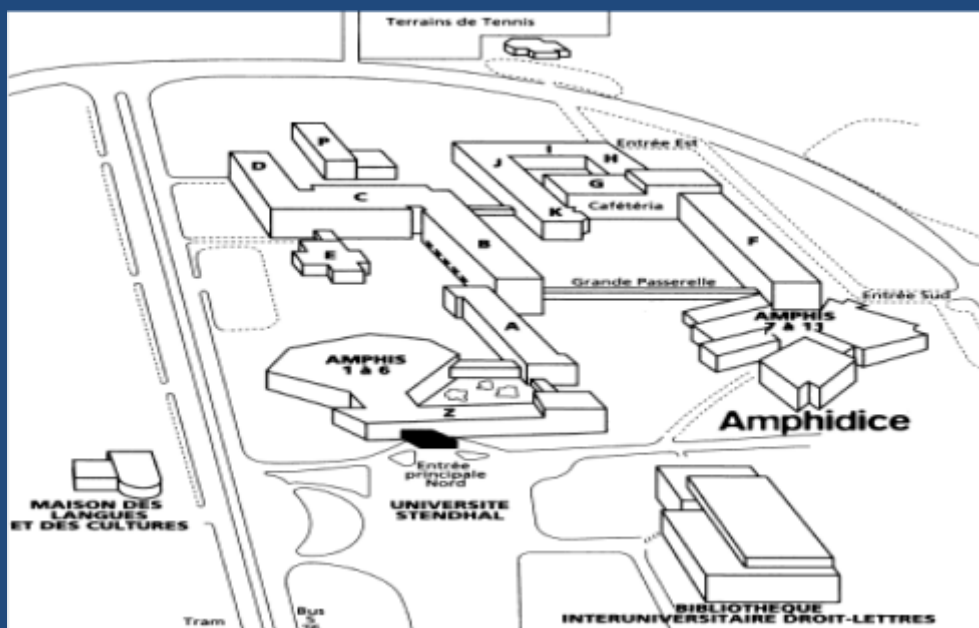 Terrains de Tennis
P
D
I
H
Entrée Est
J
G
C
K
Cafétéria
B
F
E
Grande Passerelle
Entrée Sud
A
AMPHIS
7 à 11
AMPHIS
1 à 6
Z
Amphidice
Entrée
principale
Nord
MAISON DES
LANGUES
ET DES CULTURES
UNIVERSITE
STENDHAL
Tram
Bus
BIBLIOTHEQUE
INTERUNIVERSITAIRE DROIT-LETTRES